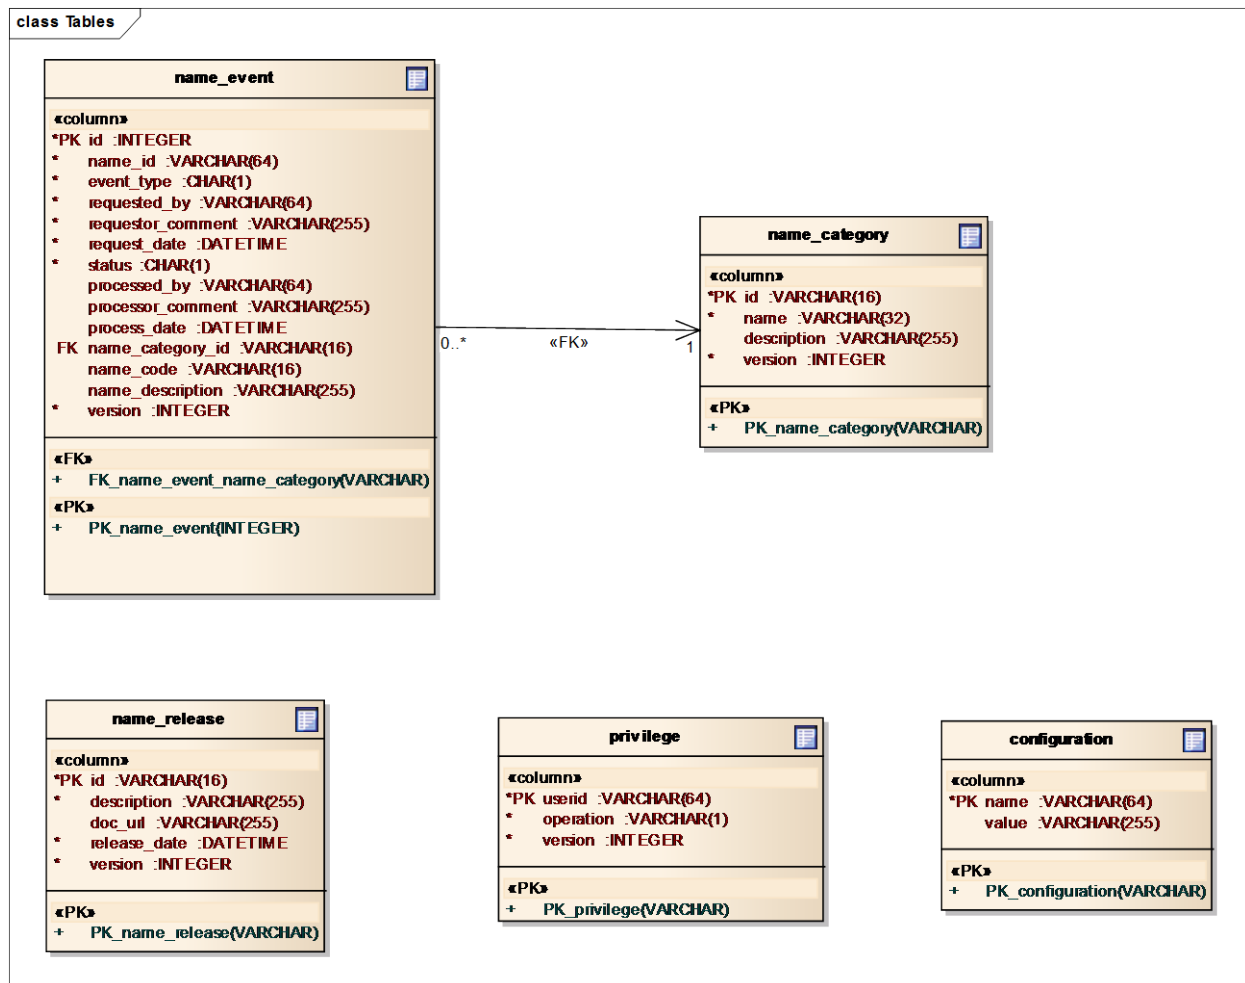 class Tables
name_event
«column»
*PK id :INTEGER
* name_id :VARCHAR(64)
* event_type :CHAR(1)
* requested_by :VARCHAR(64)
* requestor_comment :VARCHAR(255)
* request_date :DATETIME
* status :CHAR(1)
processed_by :VARCHAR(64)
processor_comment :VARCHAR(255)
process_date :DATETIME
FK name_category_id :VARCHAR(16)
name_code :VARCHAR(16)
name_description :VARCHAR(255)
* version :INTEGER
«FK»
+ FK_name_event_name_category(VARCHAR)
«PK»
+ PK_name_event(INTEGER)
0..* «FK» 1
name_category
«column»
*PK id :VARCHAR(16)
* name :VARCHAR(32)
description :VARCHAR(255)
* version :INTEGER
«PK»
+ PK_name_category(VARCHAR)
name_release
«column»
*PK id :VARCHAR(16)
* description :VARCHAR(255)
doc_url :VARCHAR(255)
* release_date :DATETIME
* version :INTEGER
«PK»
+ PK_name_release(VARCHAR)
privilege
«column»
*PK userid :VARCHAR(64)
* operation :VARCHAR(1)
* version :INTEGER
«PK»
+ PK_privilege(VARCHAR)
configuration
«column»
*PK name :VARCHAR(64)
value :VARCHAR(255)
«PK»
+ PK_configuration(VARCHAR)